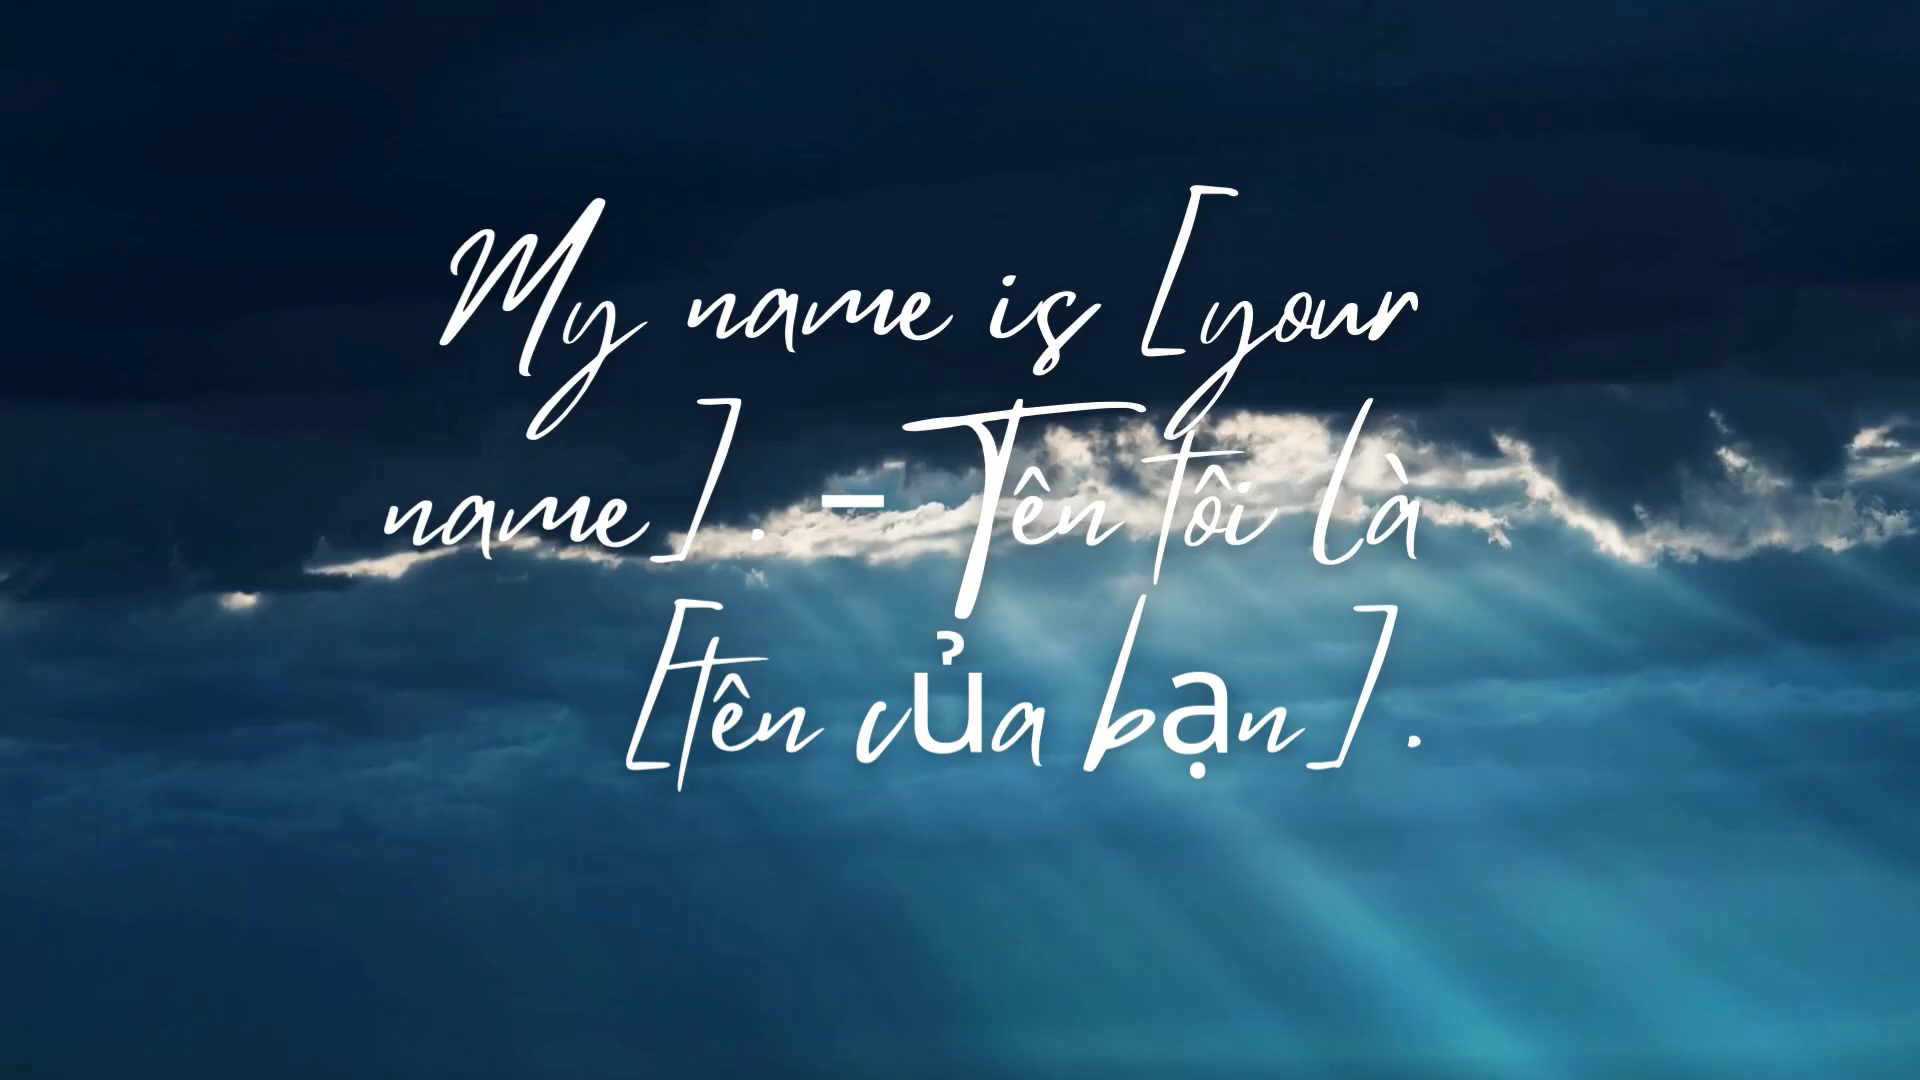 My name is [your
name]. – Tên tôi là
[tên của bạn].